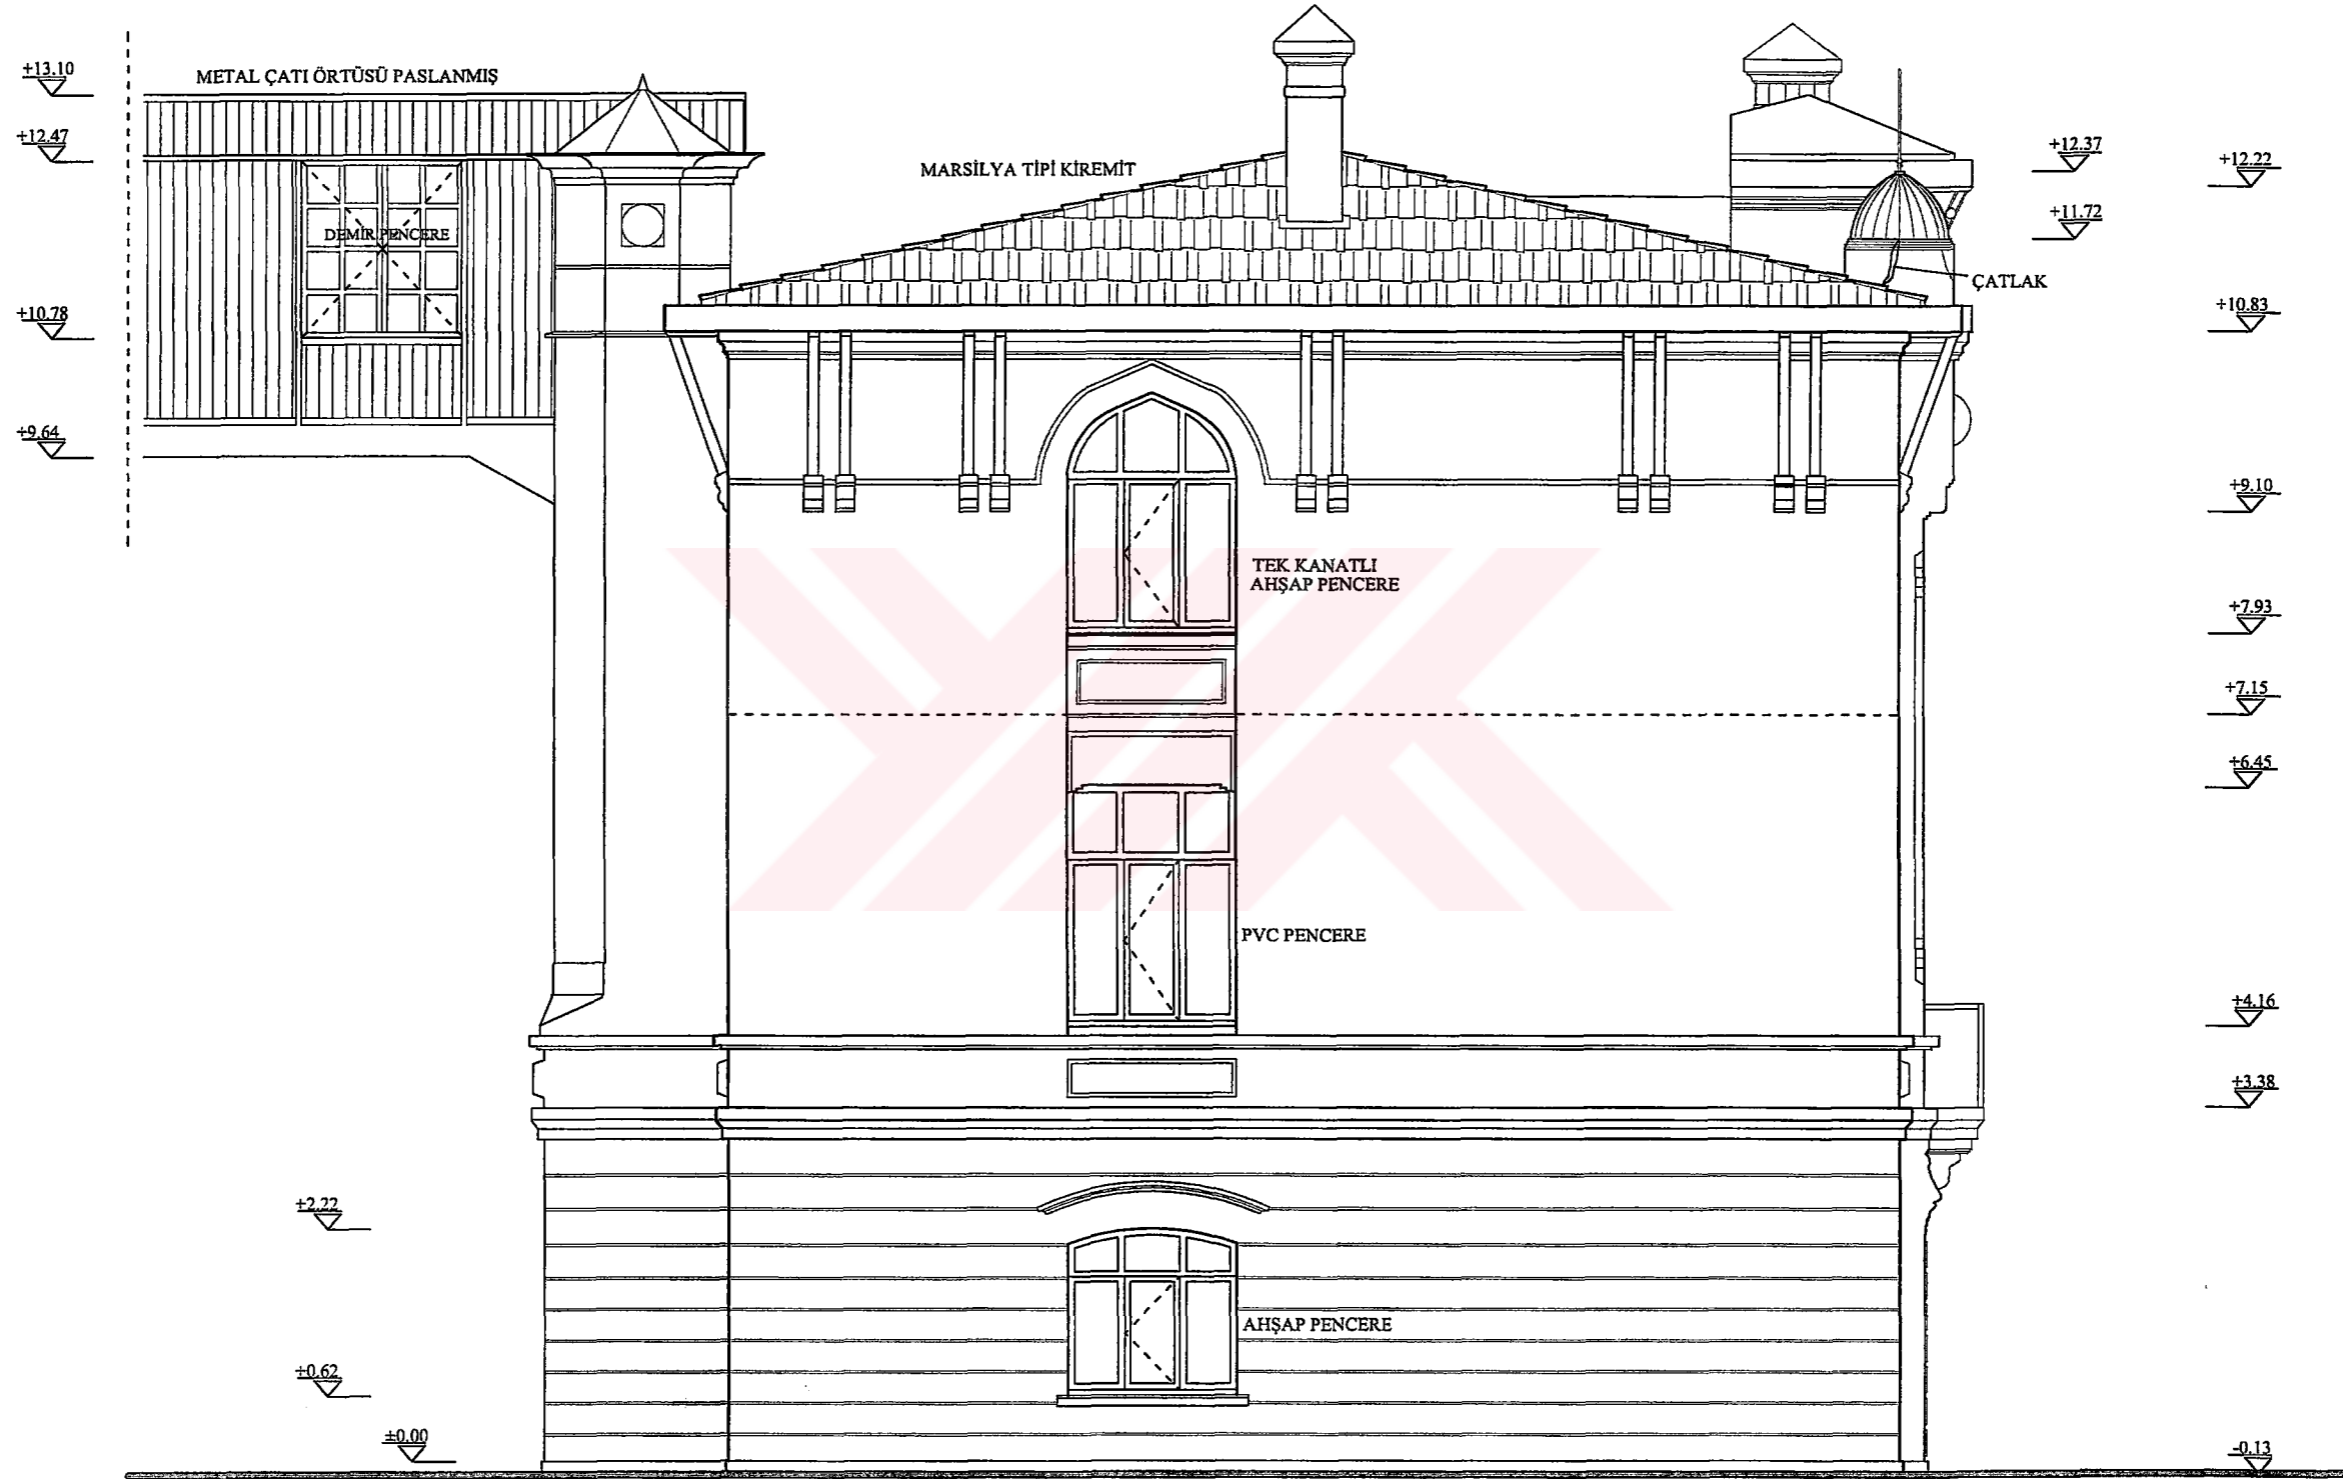 +13.10
METAL ÇATI ÖRTÜSÜ PASLANMIŞ
+12.47
MARSİLYA TİPİ KİREMİT
+12.37
+12.22
+11.72
DEMİR PENCERE
ÇATLAK
+10.78
+10.83
+9.64
+9.10
TEK KANATLI
AHŞAP PENCERE
+7.93
+7.15
+6.45
PVC PENCERE
+4.16
+3.38
+2.22
AHŞAP PENCERE
+0.62
±0.00
-0.13